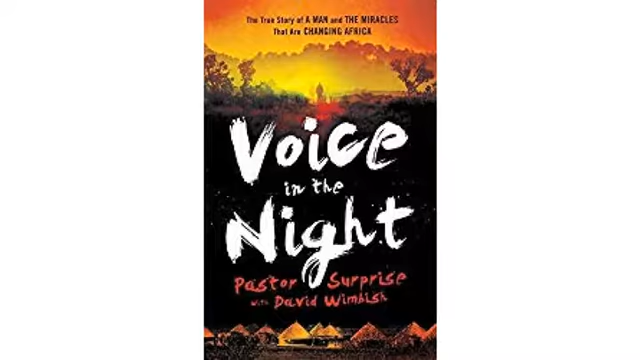 The True Story of A MAN and THE MIRACLES
That Are CHANGING AFRICA
Voice
in the
Night
Pastor Surprise
with David Wimbish